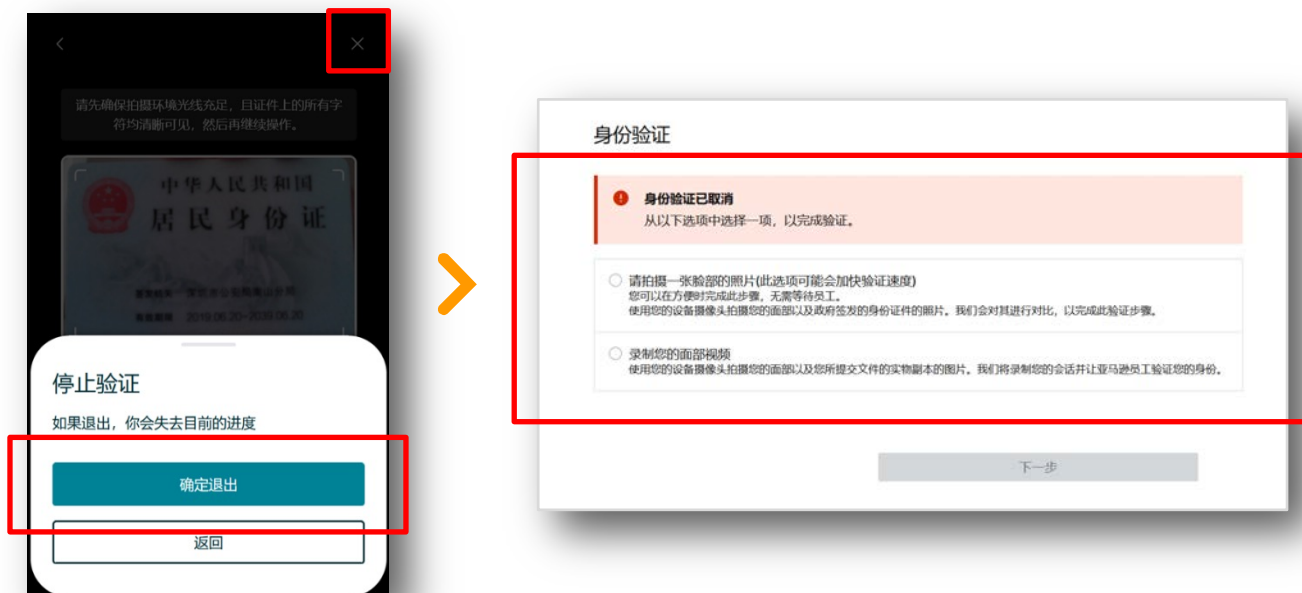 请先确保拍摄环境光线充足，且证件上的所有字
符均清晰可见，然后再继续操作。
中华人民共和国
居民身份证
有效期限 2019.06.20-2039.06.20
停止验证
如果退出，你会失去目前的进度
确定退出
返回
身份验证
身份验证已取消
从以下选项中选择一项，以完成验证。
请拍摄一张脸部的照片(此选项可能会加快验证速度)
您可以在方便时完成此步骤，无需等待员工。
使用您的设备摄像头拍摄您的面部以及政府签发的身份证件的照片。我们会对其进行对比，以完成此验证步骤。
录制您的面部视频
使用您的设备摄像头拍摄您的面部以及您所提交文件的实物副本的图片。我们将录制您的会话并让亚马逊员工验证您的身份。
下一步